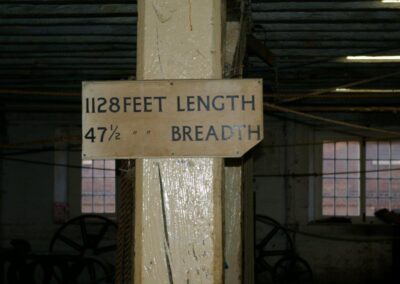 1128 FEET LENGTH
47½ " " BREADTH